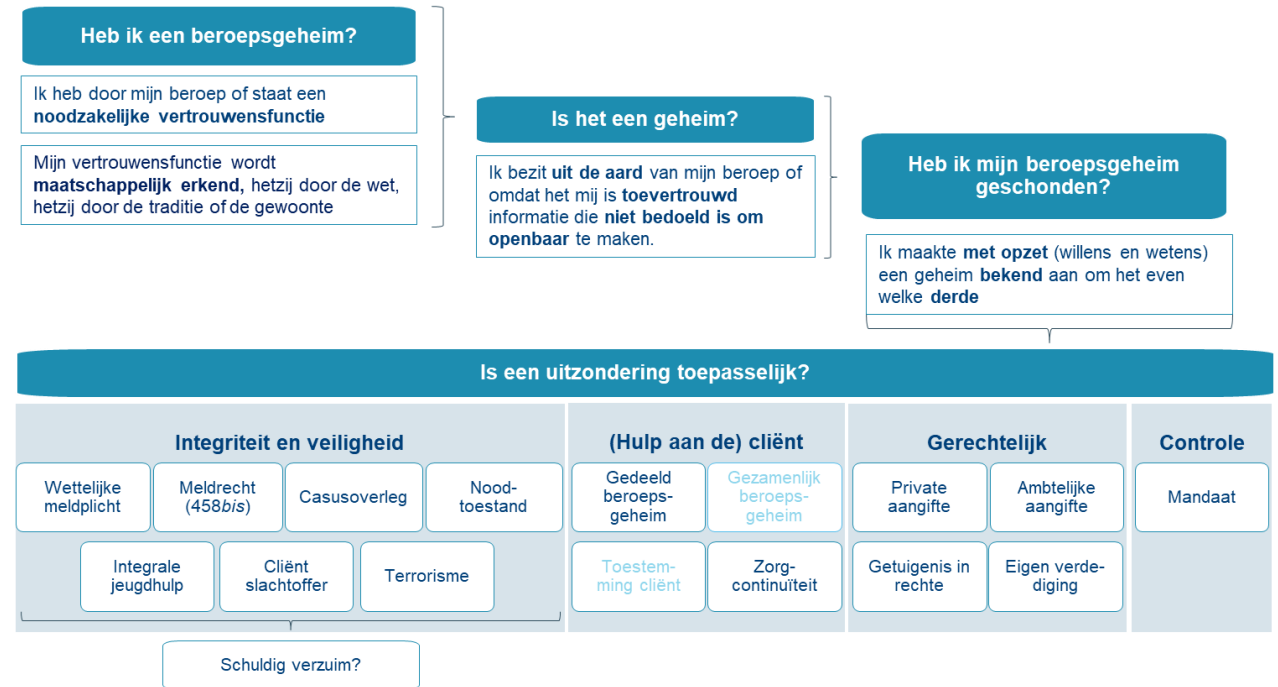 Heb ik een beroepsgeheim?
Ik heb door mijn beroep of staat een
noodzakelijke vertrouwensfunctie
Mijn vertrouwensfunctie wordt
maatschappelijk erkend, hetzij door de wet,
hetzij door de traditie of de gewoonte
Is het een geheim?
Ik bezit uit de aard van mijn beroep of
omdat het mij is toevertrouwd
informatie die niet bedoeld is om
openbaar te maken.
Heb ik mijn beroepsgeheim
geschonden?
Ik maakte met opzet (willens en wetens)
een geheim bekend aan om het even
welke derde
Is een uitzondering toepasselijk?
Integriteit en veiligheid
Wettelijke
meldplicht
Meldrecht
(458bis)
Casusoverleg
Nood-
toestand
Integrale
jeugdhulp
Cliënt
slachtoffer
Terrorisme
Schuldig verzuim?
(Hulp aan de) cliënt
Gedeeld
beroeps-
geheim
Gezamenlijk
beroeps-
geheim
Toestem-
ming cliënt
Zorg-
continuïteit
Gerechtelijk
Private
aangifte
Ambtelijke
aangifte
Getuigenis in
rechte
Eigen verde-
diging
Controle
Mandaat